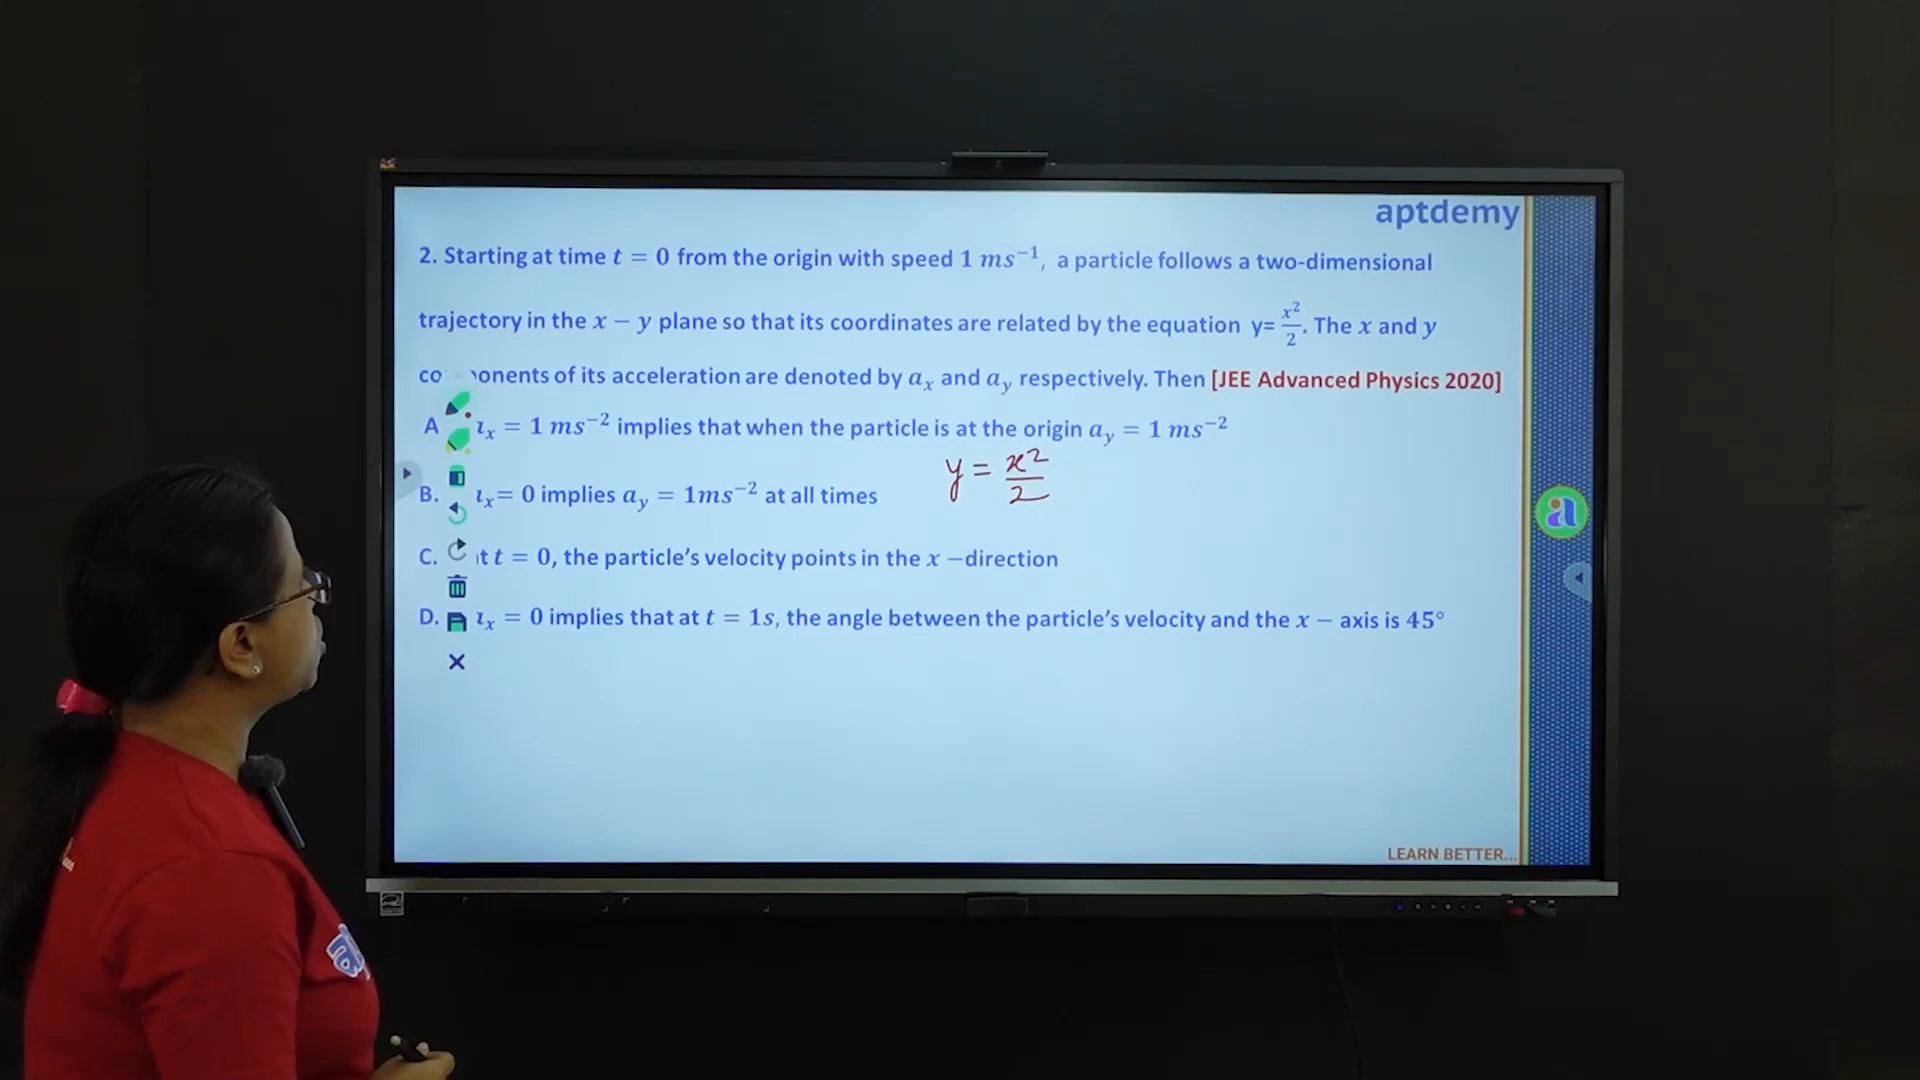 aptdemy
2. Starting at time t = 0 from the origin with speed 1 ms⁻¹, a particle follows a two-dimensional
trajectory in the x − y plane so that its coordinates are related by the equation y= x²/2. The x and y
co onents of its acceleration are denoted by aₓ and a_y respectively. Then [JEE Advanced Physics 2020]
A ₓ = 1 ms⁻² implies that when the particle is at the origin a_y = 1 ms⁻²
y = x²/2
B. ₓ= 0 implies a_y = 1ms⁻² at all times
C. t t = 0, the particle's velocity points in the x −direction
D. ₓ = 0 implies that at t = 1s, the angle between the particle's velocity and the x − axis is 45°
a
LEARN BETTER...